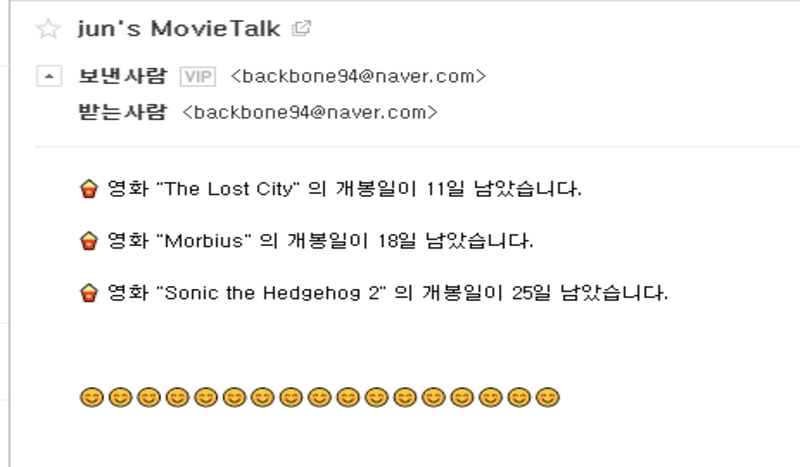 jun's MovieTalk
보낸사람 VIP <backbone94@naver.com>
받는사람 <backbone94@naver.com>
영화 "The Lost City" 의 개봉일이 11일 남았습니다.
영화 "Morbius" 의 개봉일이 18일 남았습니다.
영화 "Sonic the Hedgehog 2" 의 개봉일이 25일 남았습니다.